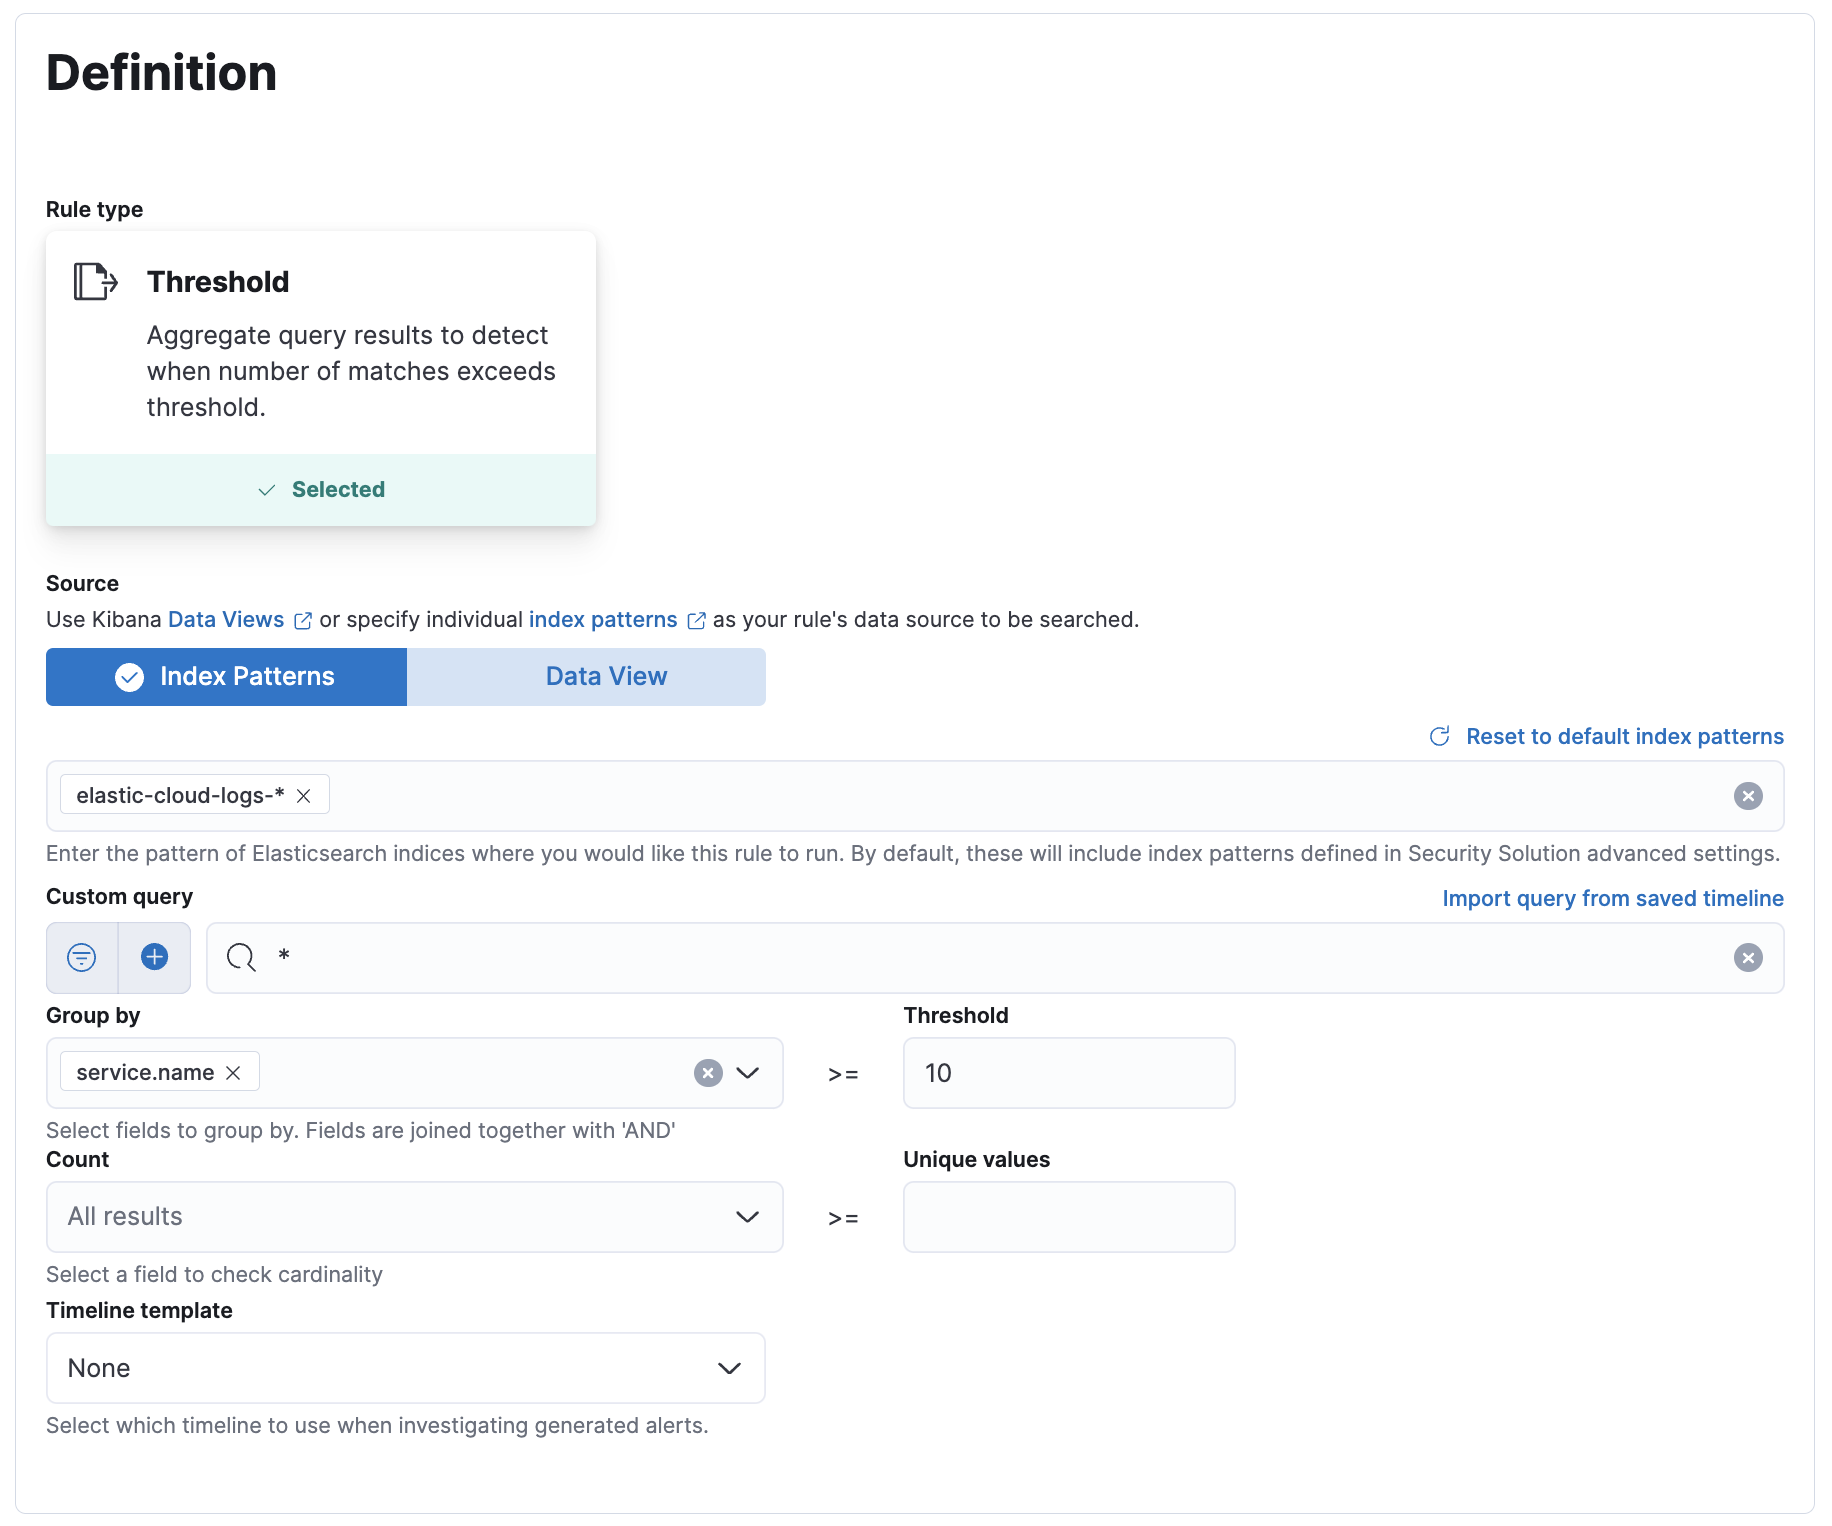 Definition
Rule type
Threshold
Aggregate query results to detect
when number of matches exceeds
threshold.
Selected
Source
Use Kibana Data Views or specify individual index patterns as your rule's data source to be searched.
Index Patterns
Data View
Reset to default index patterns
elastic-cloud-logs-*
Enter the pattern of Elasticsearch indices where you would like this rule to run. By default, these will include index patterns defined in Security Solution advanced settings.
Custom query
Import query from saved timeline
*
Group by
Threshold
service.name
>=
10
Select fields to group by. Fields are joined together with 'AND'
Count
Unique values
All results
>=
Select a field to check cardinality
Timeline template
None
Select which timeline to use when investigating generated alerts.